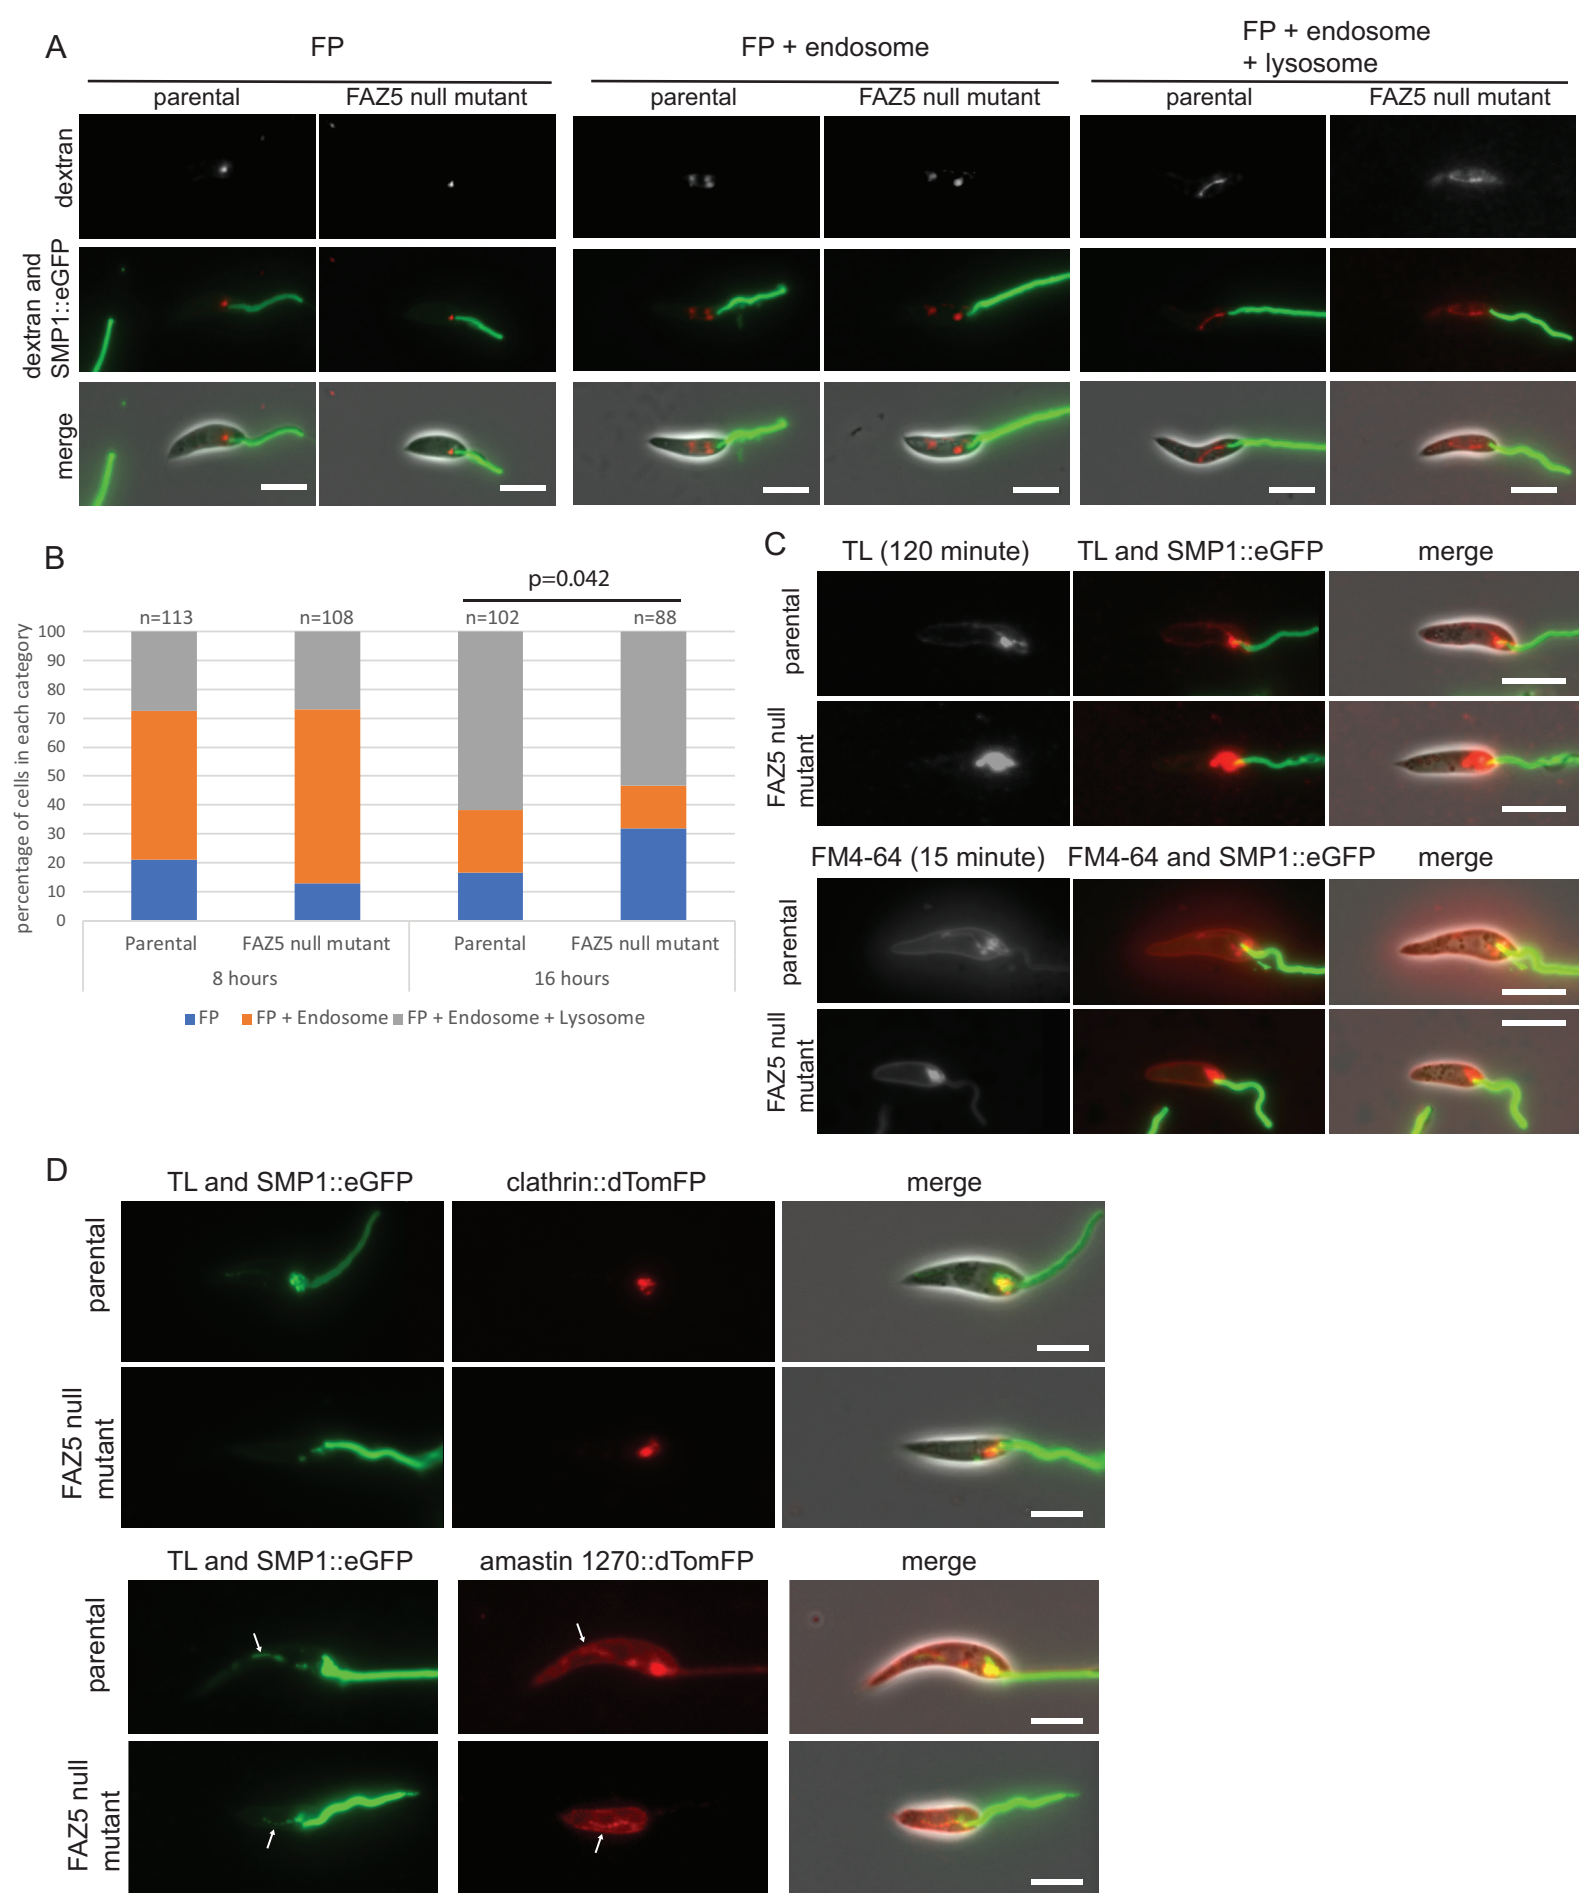 A
FP
FP + endosome
FP + endosome
+ lysosome
parental
FAZ5 null mutant
parental
FAZ5 null mutant
parental
FAZ5 null mutant
dextran
dextran and
SMP1::eGFP
merge
B
p=0.042
n=113
n=108
n=102
n=88
percentage of cells in each category
100
90
80
70
60
50
40
30
20
10
0
Parental
FAZ5 null mutant
Parental
FAZ5 null mutant
8 hours
16 hours
FP
FP + Endosome
FP + Endosome + Lysosome
C
TL (120 minute)
TL and SMP1::eGFP
merge
parental
FAZ5 null
mutant
FM4-64 (15 minute)
FM4-64 and SMP1::eGFP
merge
parental
FAZ5 null
mutant
D
TL and SMP1::eGFP
clathrin::dTomFP
merge
parental
FAZ5 null
mutant
TL and SMP1::eGFP
amastin 1270::dTomFP
merge
parental
FAZ5 null
mutant